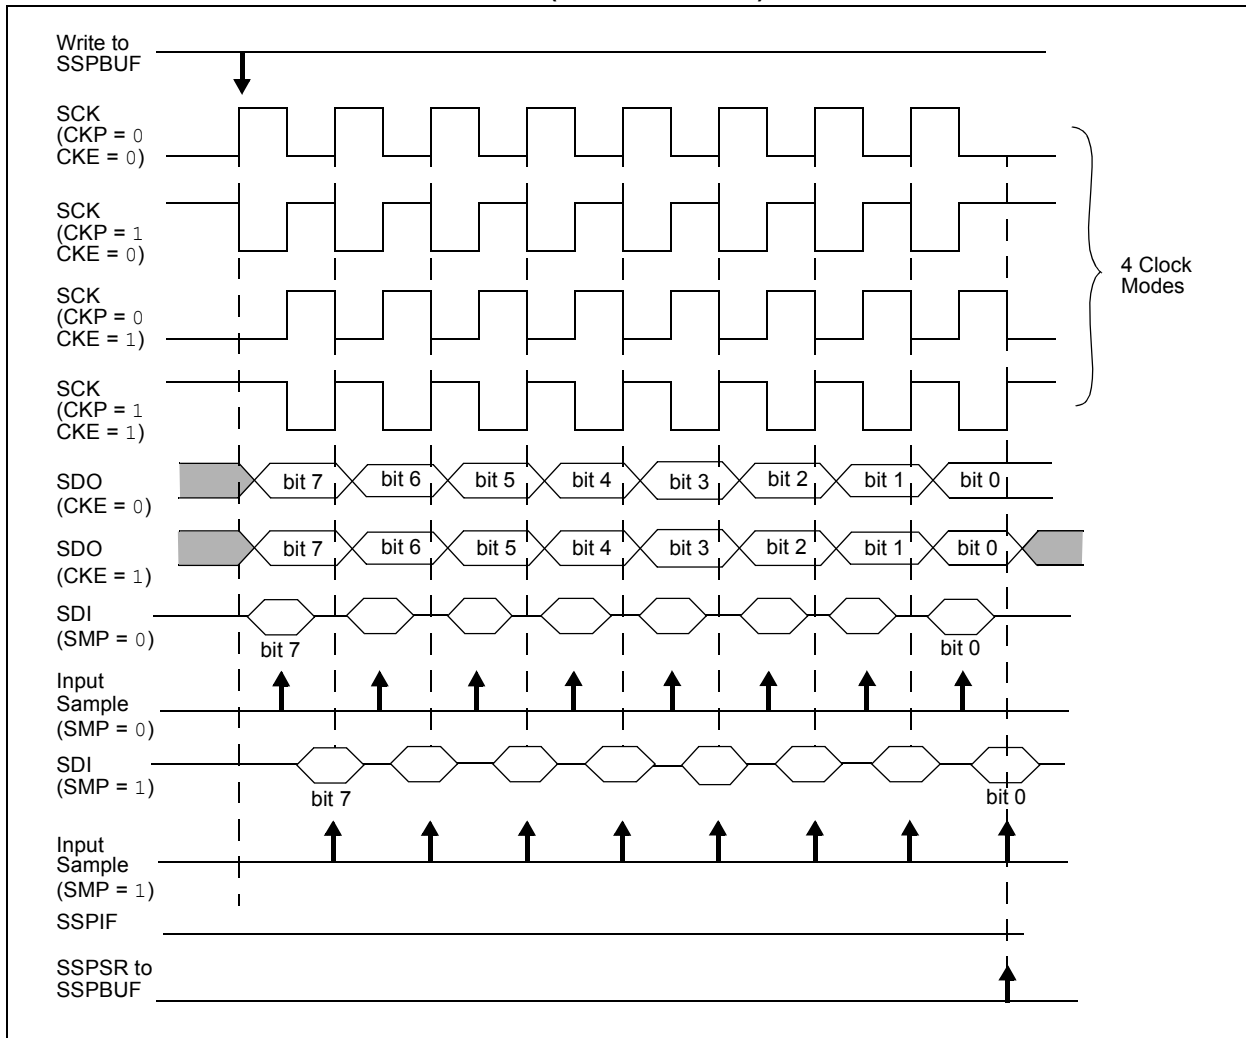 Write to
SSPBUF
SCK
(CKP = 0
CKE = 0)
SCK
(CKP = 1
CKE = 0)
SCK
(CKP = 0
CKE = 1)
SCK
(CKP = 1
CKE = 1)
4 Clock
Modes
SDO
(CKE = 0)
bit 7 bit 6 bit 5 bit 4 bit 3 bit 2 bit 1 bit 0
SDO
(CKE = 1)
bit 7 bit 6 bit 5 bit 4 bit 3 bit 2 bit 1 bit 0
SDI
(SMP = 0)
bit 7 bit 0
Input
Sample
(SMP = 0)
SDI
(SMP = 1)
bit 7 bit 0
Input
Sample
(SMP = 1)
SSPIF
SSPSR to
SSPBUF